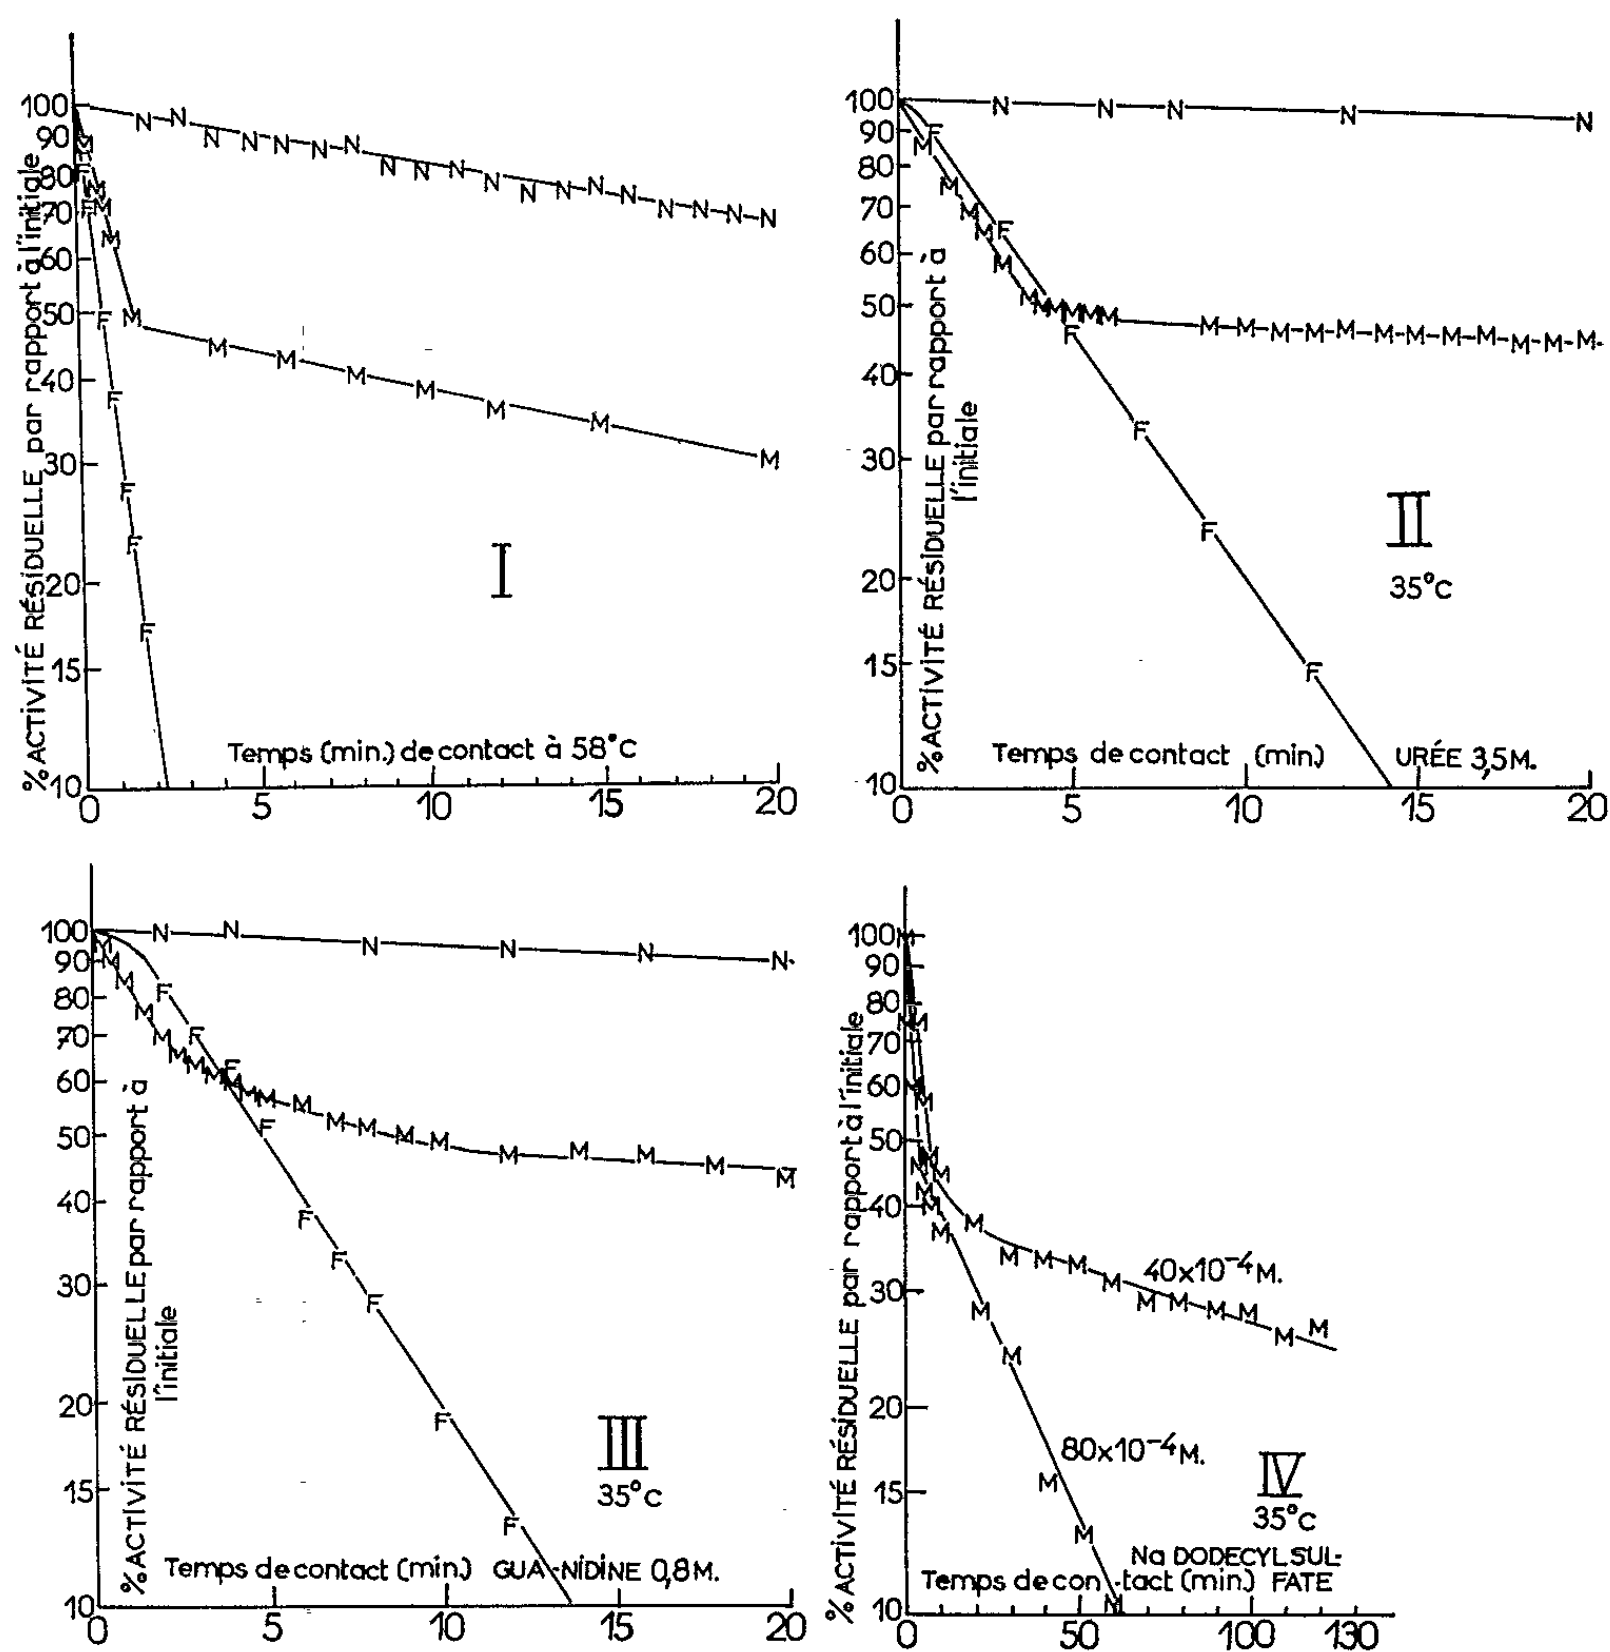 100
90
80
70
60
50
40
30
20
15
10
0 5 10 15 20
% ACTIVITÉ RÉSIDUELLE par rapport à l'initiale
N N N N N N N N N N N N N N N N N N N
M M M M M M M M M M M M M
F F F F F F F F
I
Temps (min.) de contact à 58°C
100
90
80
70
60
50
40
30
20
15
10
0 5 10 15 20
% ACTIVITÉ RÉSIDUELLE par rapport à
l'initiale
N N N N N
M M M M M M M M M M M M M M M M M M M M M M M M
F F F F F F
II
35°C
Temps de contact (min.) URÉE 3,5M.
100
90
80
70
60
50
40
30
20
15
10
0 5 10 15 20
% ACTIVITÉ RÉSIDUELLE par rapport à
l'initiale
N N N N N N N
M M M M M M M M M M M M M M M M M M M M M M
F F F F F F F F F
III
35°C
Temps de contact (min.) GUA-NIDINE 0,8M.
100
90
80
70
60
50
40
30
20
15
10
0 50 100 130
% ACTIVITÉ RÉSIDUELLE par rapport à l'initiale
M M M M M M M M M M M M M M M M
40x10-4M.
M M M M M M M M M M M
80x10-4M.
IV
35°C
Na DODECYLSUL-
Temps de con-tact (min.) FATE